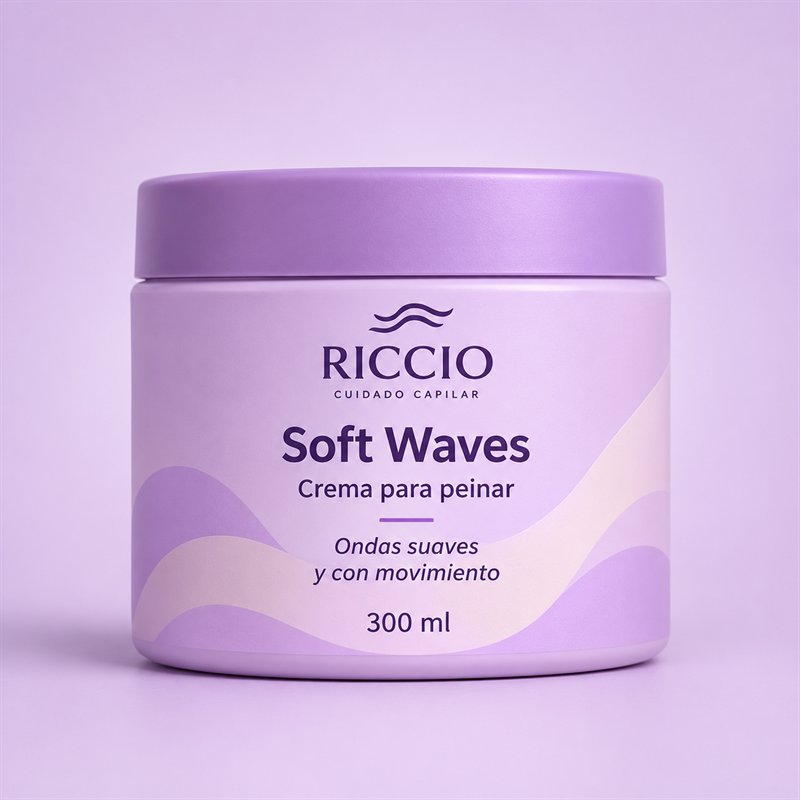 RICCIO
CUIDADO CAPILAR
Soft Waves
Crema para peinar
Ondas suaves
y con movimiento
300 ml